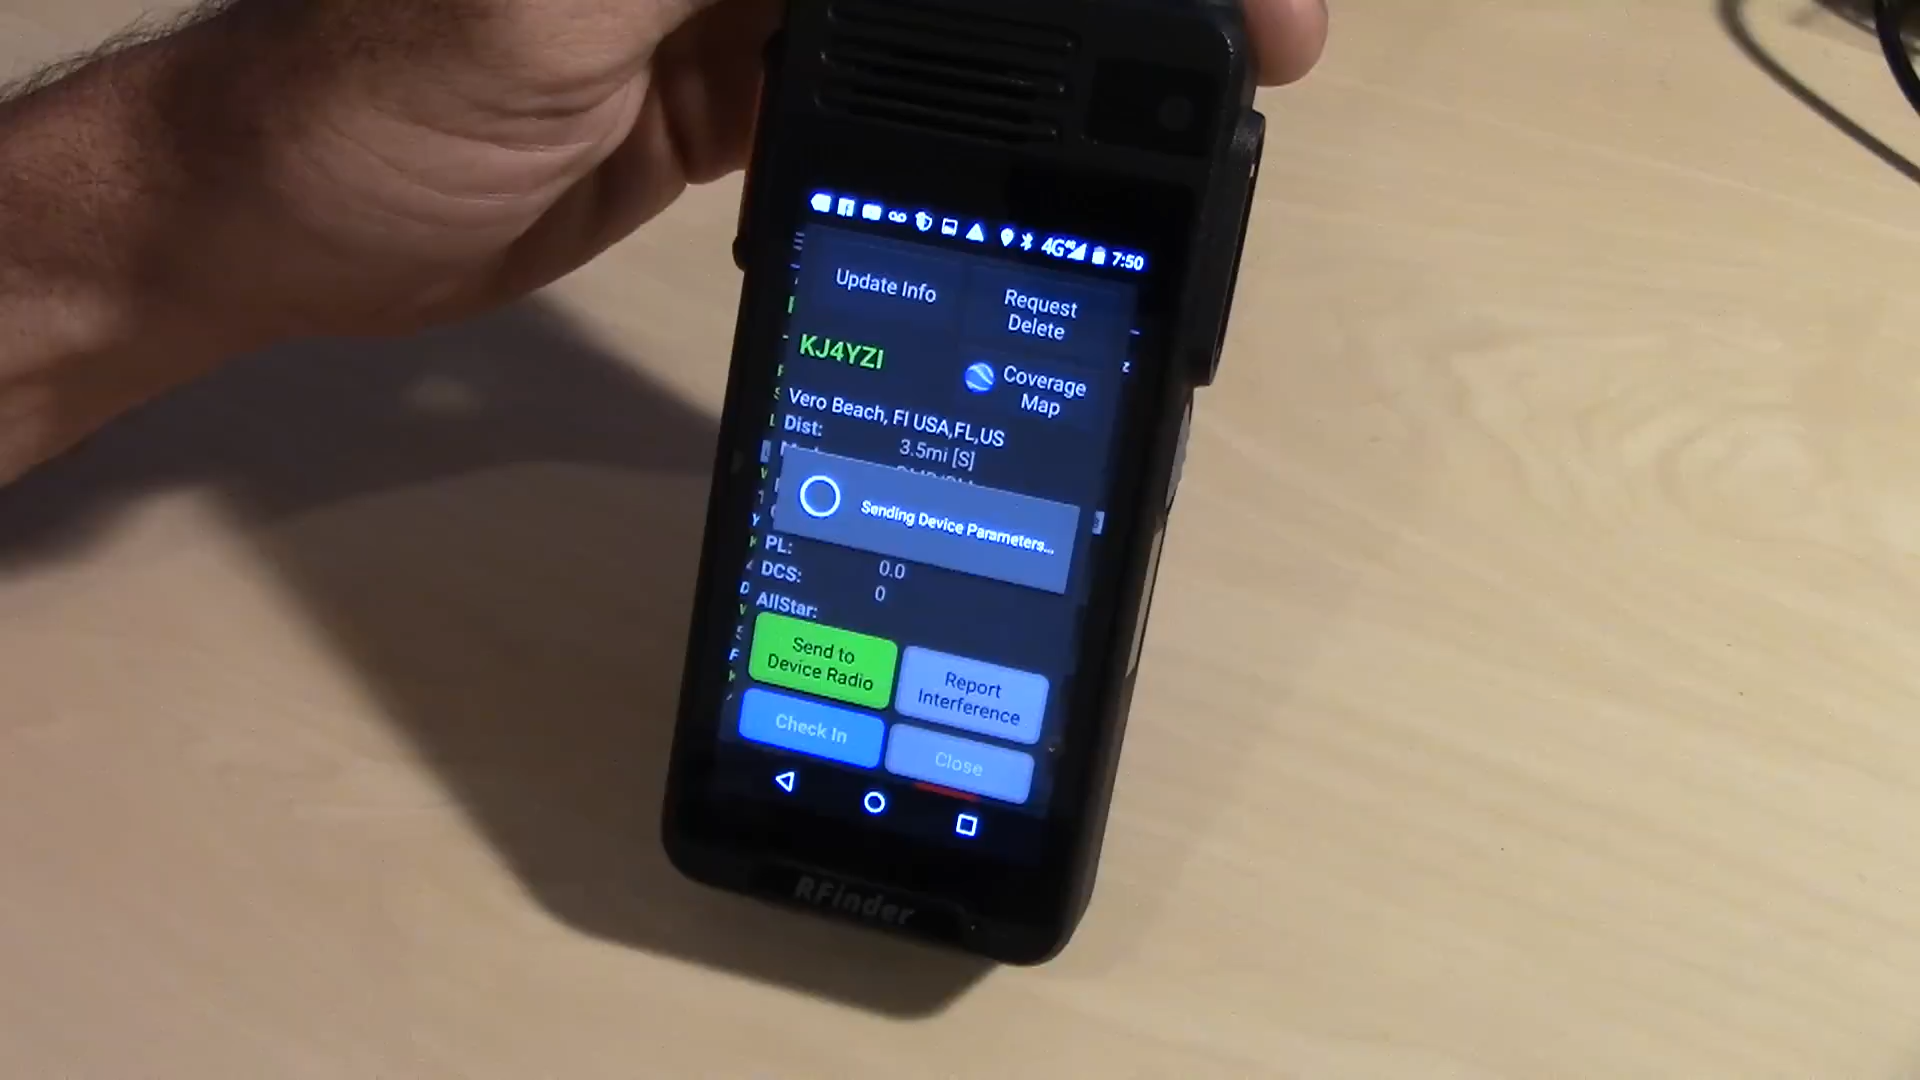 4G 7:50
Update Info
Request
Delete
KJ4YZI
Coverage
Map
Vero Beach, Fl USA,FL,US
Dist: 3.5mi [S]
Sending Device Parameters...
PL: 0.0
DCS: 0
AllStar:
Send to
Device Radio
Report
Interference
Check In
Close
RFinder